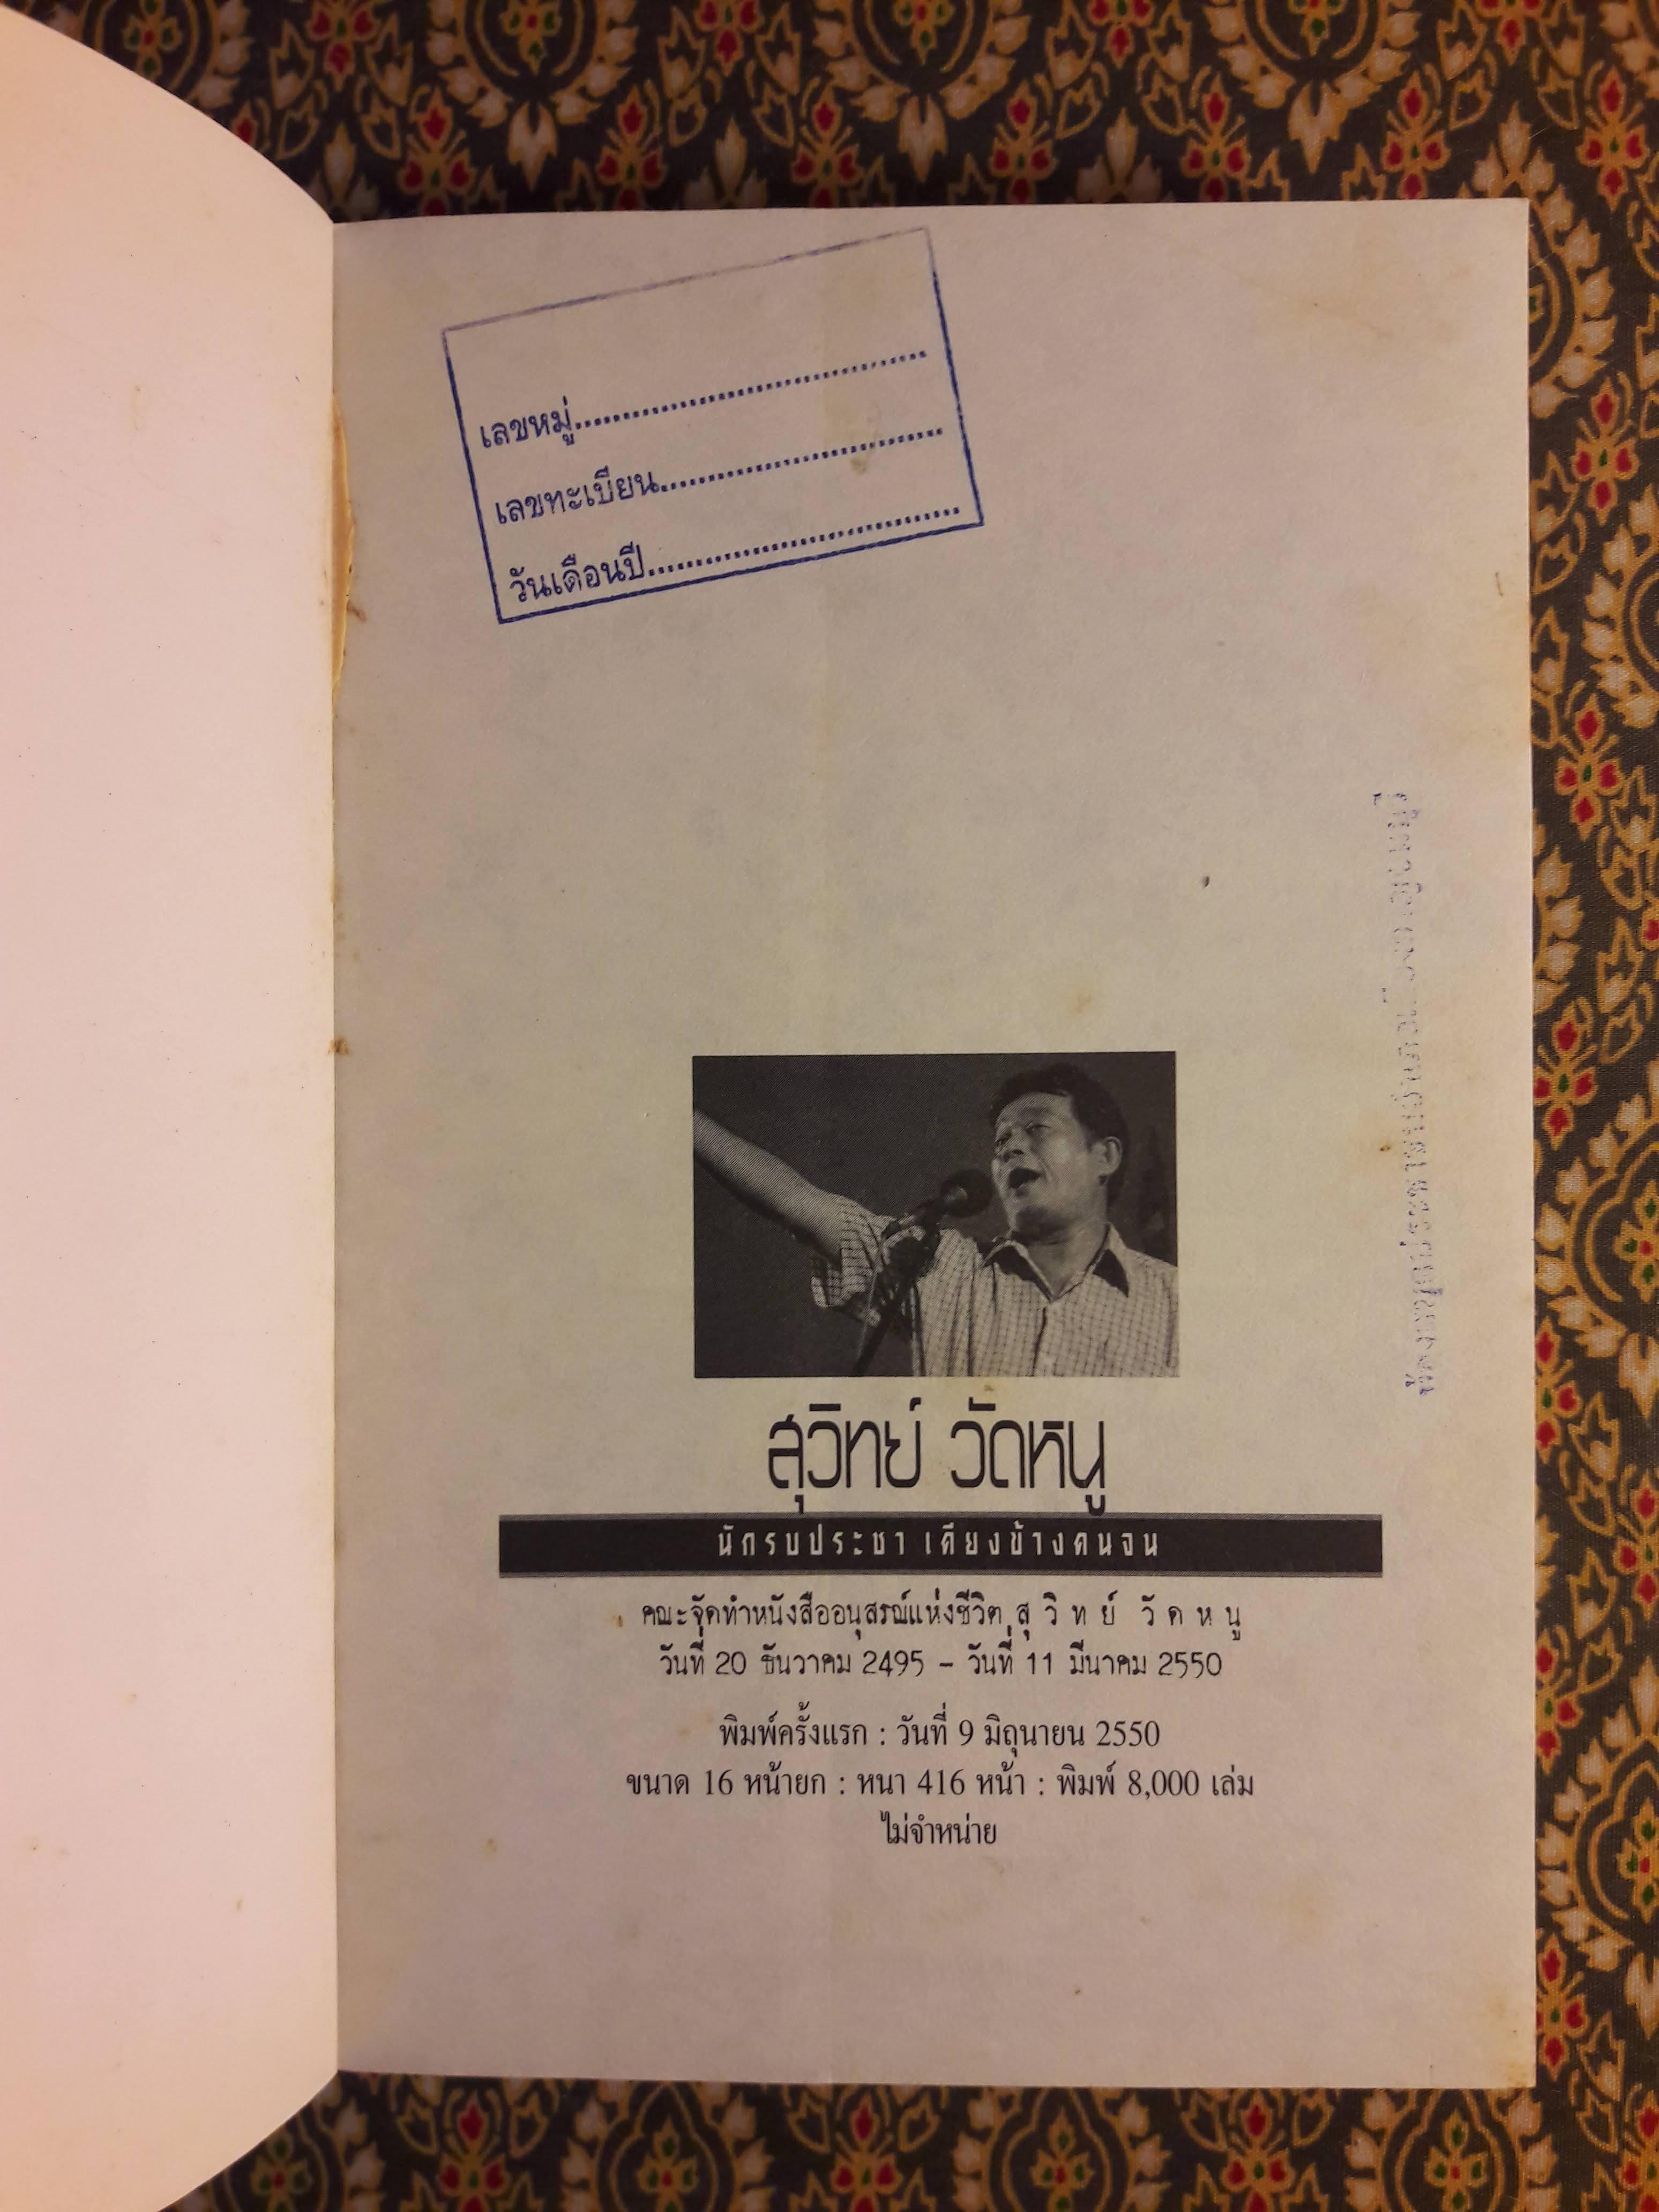 เลขหมู่........................................
เลขทะเบียน................................
วันเดือนปี...................................
สุวิทย์ วัดหนู
นักรบประชา เคียงข้างคนจน
คณะจัดทำหนังสืออนุสรณ์แห่งชีวิต สุ วิ ท ย์ วั ด ห นู
วันที่ 20 ธันวาคม 2495 - วันที่ 11 มีนาคม 2550
พิมพ์ครั้งแรก : วันที่ 9 มิถุนายน 2550
ขนาด 16 หน้ายก : หนา 416 หน้า : พิมพ์ 8,000 เล่ม
ไม่จำหน่าย